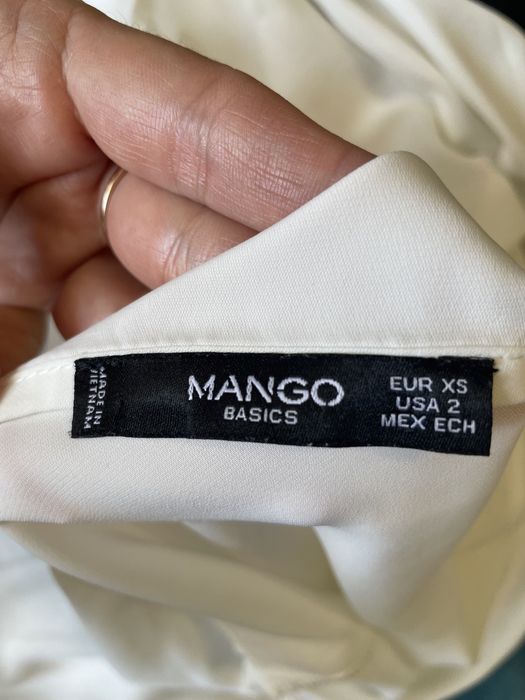 MADE IN
VIETNAM
MANGO
BASICS
EUR XS
USA 2
MEX ECH